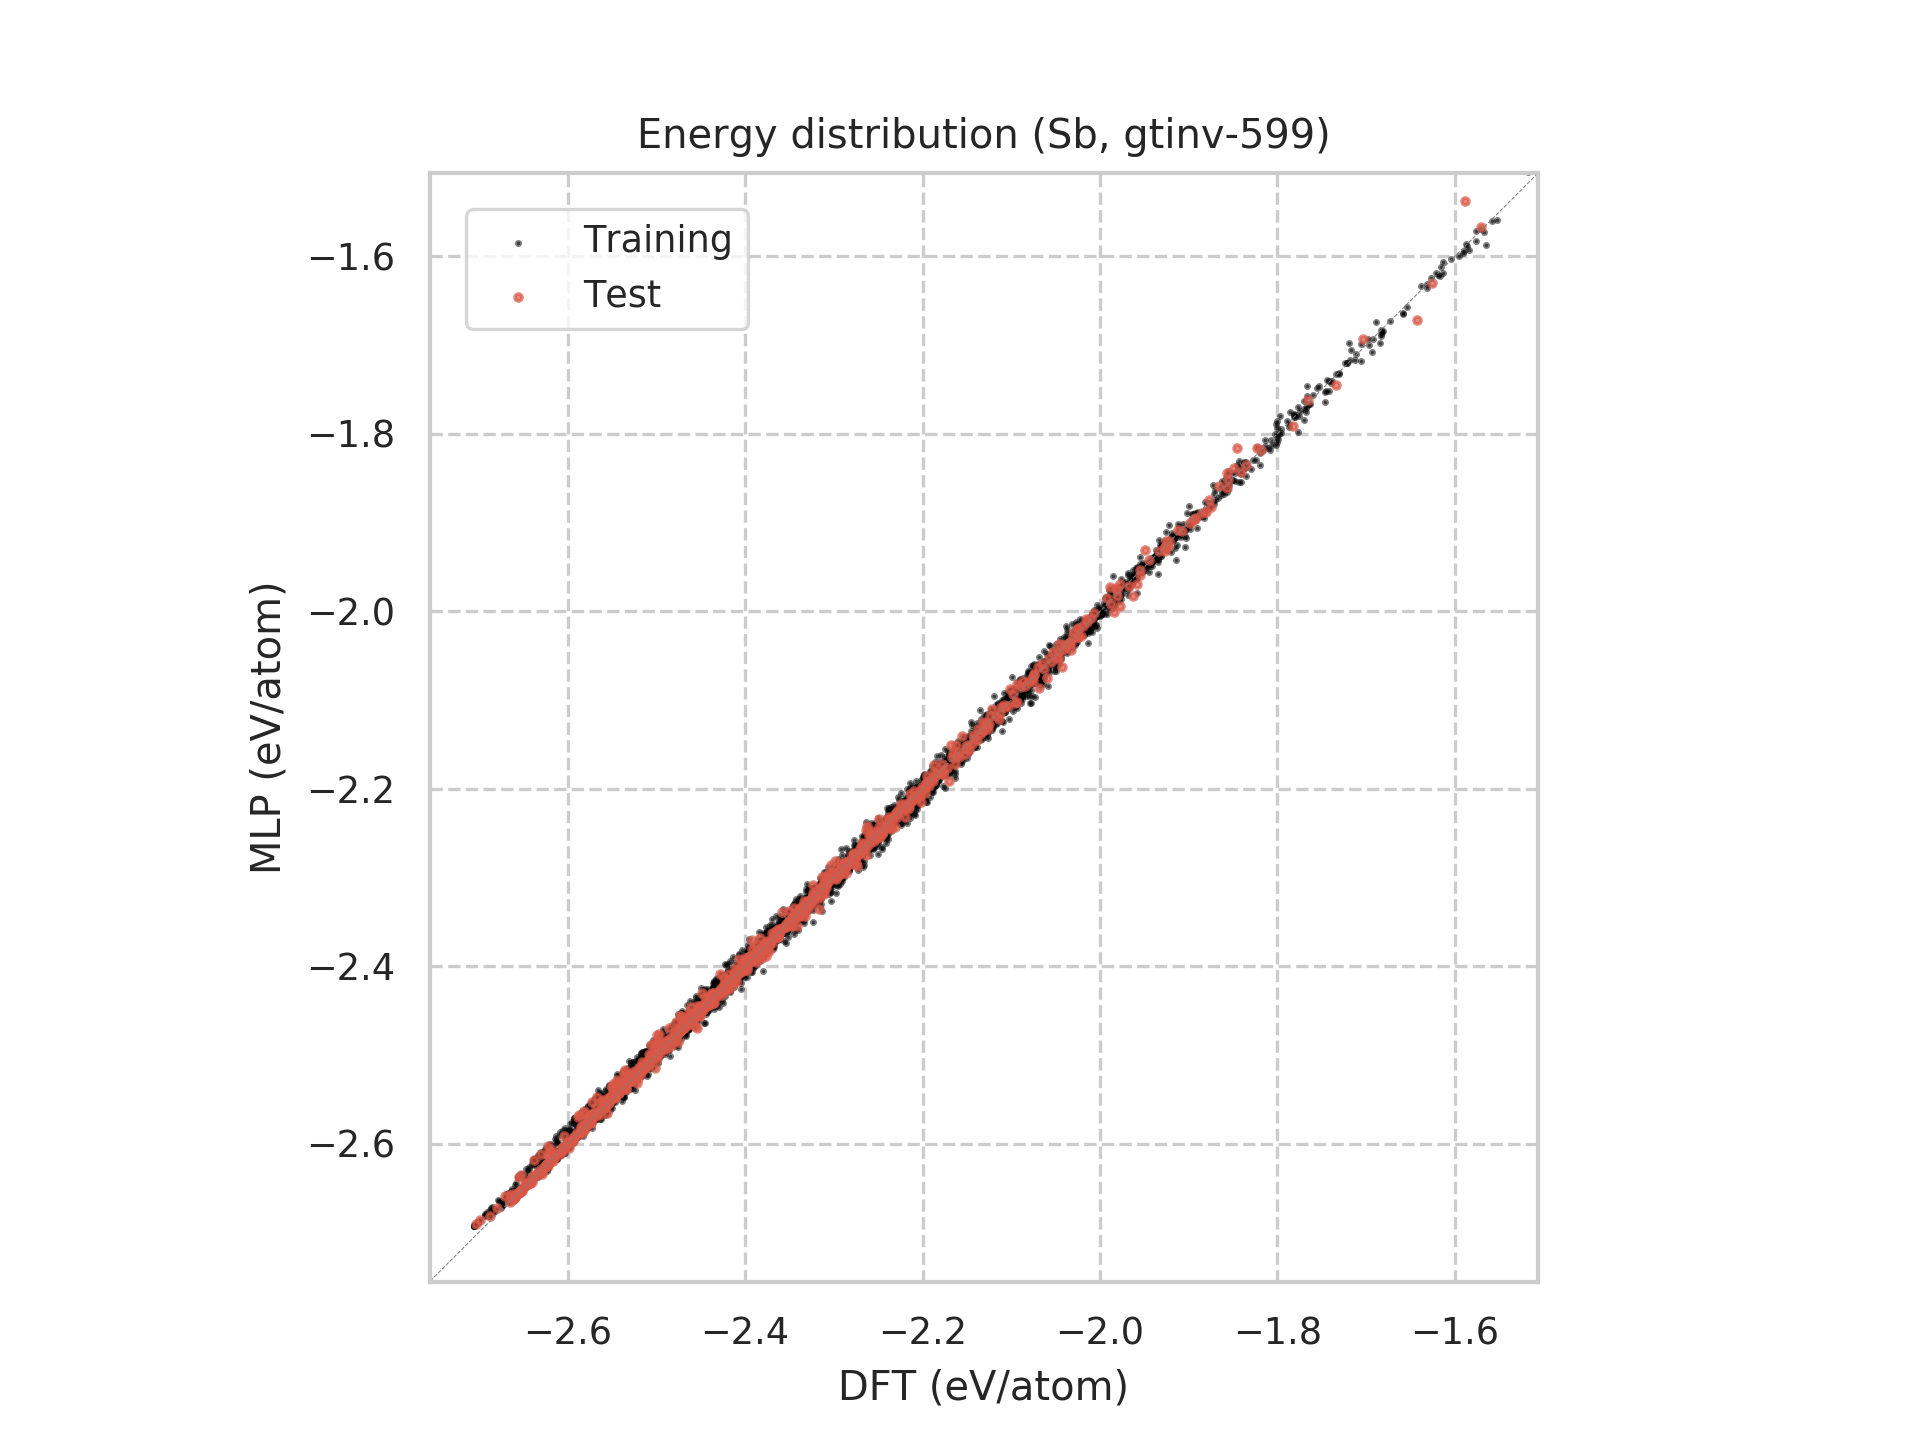 Energy distribution (Sb, gtinv-599)
Training
Test
−1.6
−1.8
−2.0
−2.2
−2.4
−2.6
MLP (eV/atom)
−2.6 −2.4 −2.2 −2.0 −1.8 −1.6
DFT (eV/atom)